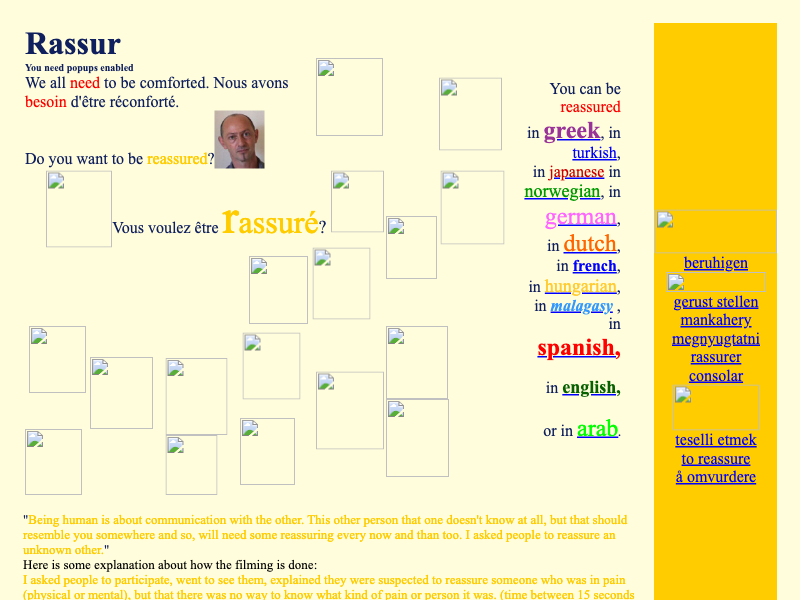 Rassur
You need popups enabled
We all need to be comforted. Nous avons
besoin d'être réconforté.
Do you want to be reassured?
Vous voulez être rassuré?
You can be
reassured
in greek, in
turkish,
in japanese in
norwegian, in
german,
in dutch,
in french,
in hungarian,
in malagasy ,
in
spanish,
in english,
or in arab.
beruhigen
gerust stellen
mankahery
megnyugtatni
rassurer
consolar
teselli etmek
to reassure
å omvurdere
"Being human is about communication with the other. This other person that one doesn't know at all, but that should
resemble you somewhere and so, will need some reassuring every now and than too. I asked people to reassure an
unknown other."
Here is some explanation about how the filming is done:
I asked people to participate, went to see them, explained they were suspected to reassure someone who was in pain
(physical or mental), but that there was no way to know what kind of pain or person it was. (time between 15 seconds